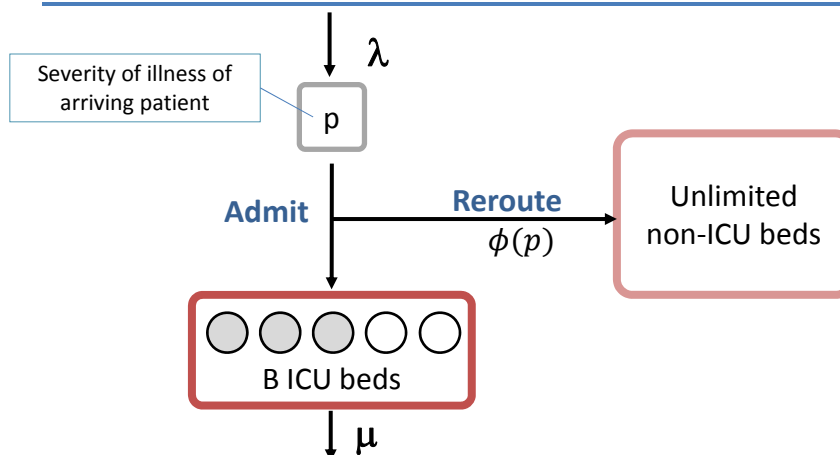 λ
Severity of illness of
arriving patient
p
Admit
Reroute
ϕ(p)
Unlimited
non-ICU beds
B ICU beds
μ